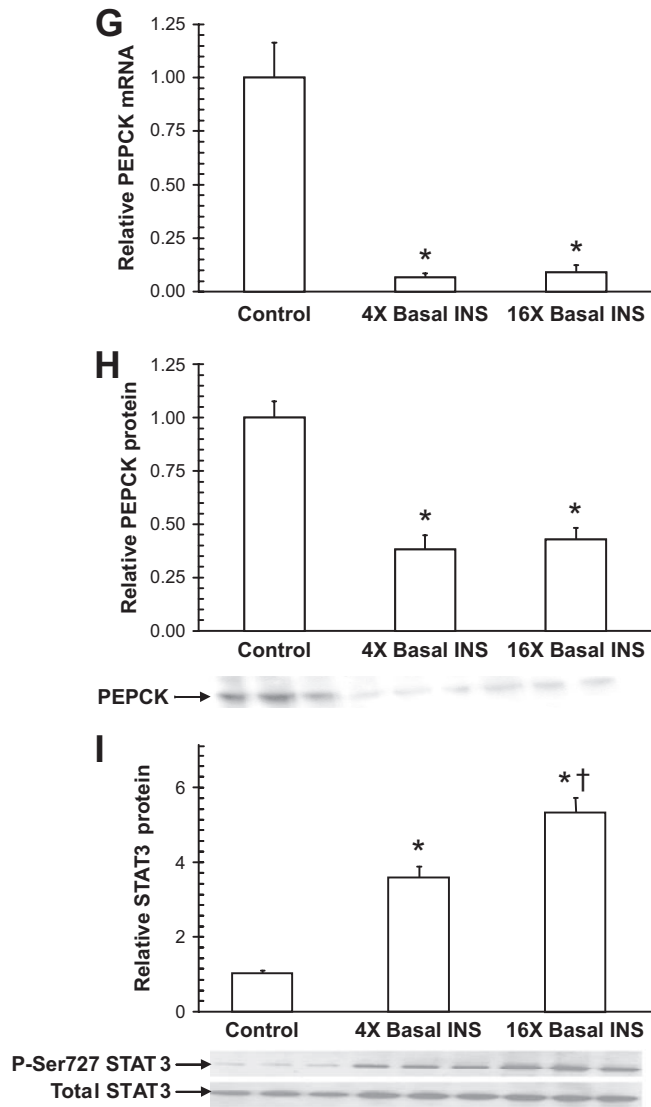 G
Relative PEPCK mRNA
1.25
1.00
0.75
0.50
0.25
0.00
*
*
Control
4X Basal INS
16X Basal INS
H
Relative PEPCK protein
1.25
1.00
0.75
0.50
0.25
0.00
*
*
Control
4X Basal INS
16X Basal INS
PEPCK
I
Relative STAT3 protein
6
4
2
0
*
*†
Control
4X Basal INS
16X Basal INS
P-Ser727 STAT3
Total STAT3